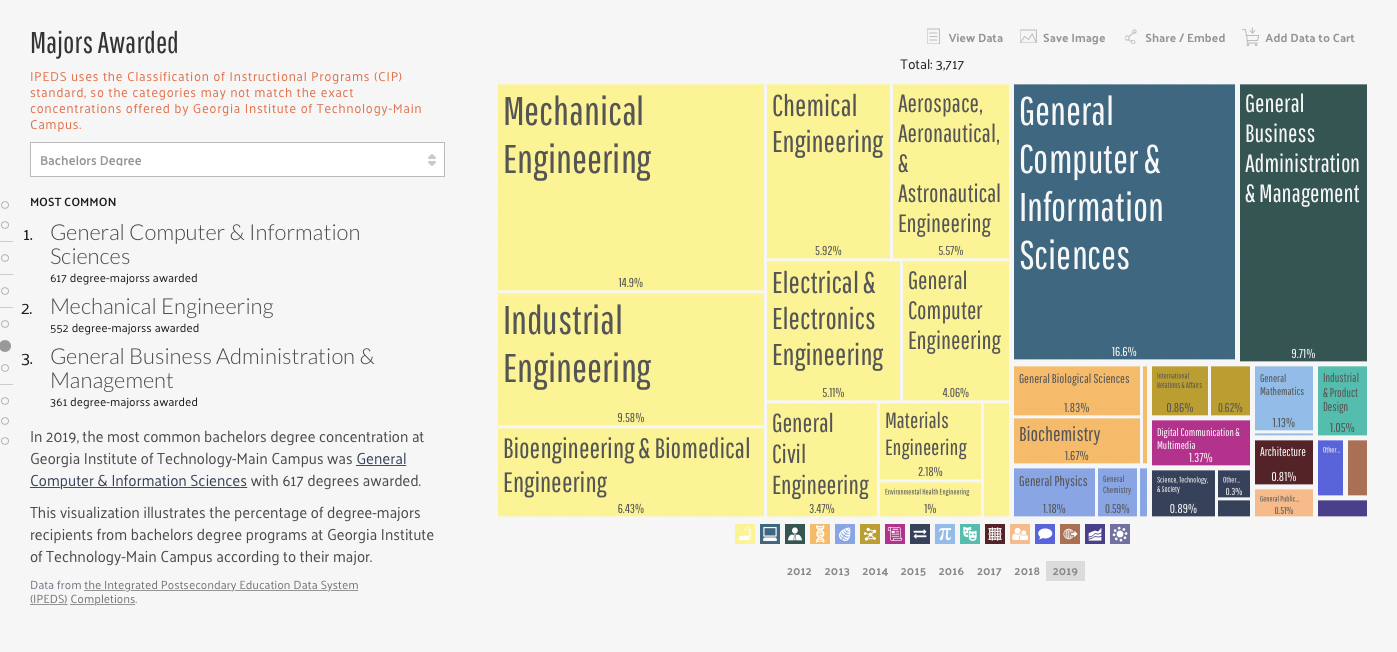 Majors Awarded
IPEDS uses the Classification of Instructional Programs (CIP)
standard, so the categories may not match the exact
concentrations offered by Georgia Institute of Technology-Main
Campus.
Bachelors Degree
MOST COMMON
1. General Computer & Information
Sciences
617 degree-majorss awarded
2. Mechanical Engineering
552 degree-majorss awarded
3. General Business Administration &
Management
361 degree-majorss awarded
In 2019, the most common bachelors degree concentration at
Georgia Institute of Technology-Main Campus was General
Computer & Information Sciences with 617 degrees awarded.
This visualization illustrates the percentage of degree-majors
recipients from bachelors degree programs at Georgia Institute
of Technology-Main Campus according to their major.
Data from the Integrated Postsecondary Education Data System
(IPEDS) Completions.
View Data
Save Image
Share / Embed
Add Data to Cart
Total: 3,717
Mechanical
Engineering
14.9%
Industrial
Engineering
9.58%
Bioengineering & Biomedical
Engineering
6.43%
Chemical
Engineering
5.92%
Aerospace,
Aeronautical,
&
Astronautical
Engineering
5.57%
Electrical &
Electronics
Engineering
5.11%
General
Computer
Engineering
4.06%
General
Civil
Engineering
3.47%
Materials
Engineering
2.18%
Environmental Health Engineering
1%
General
Computer &
Information
Sciences
16.6%
General
Business
Administration
& Management
9.71%
General Biological Sciences
1.83%
Biochemistry
1.67%
General Physics
1.18%
General
Chemistry
0.59%
International
Relations & Affairs
0.86%
0.62%
Digital Communication &
Multimedia
1.37%
Science, Technology,
& Society
0.89%
Other...
0.3%
General
Mathematics
1.13%
Industrial
& Product
Design
1.05%
Architecture
0.81%
General Public...
0.51%
Other...
2012 2013 2014 2015 2016 2017 2018 2019